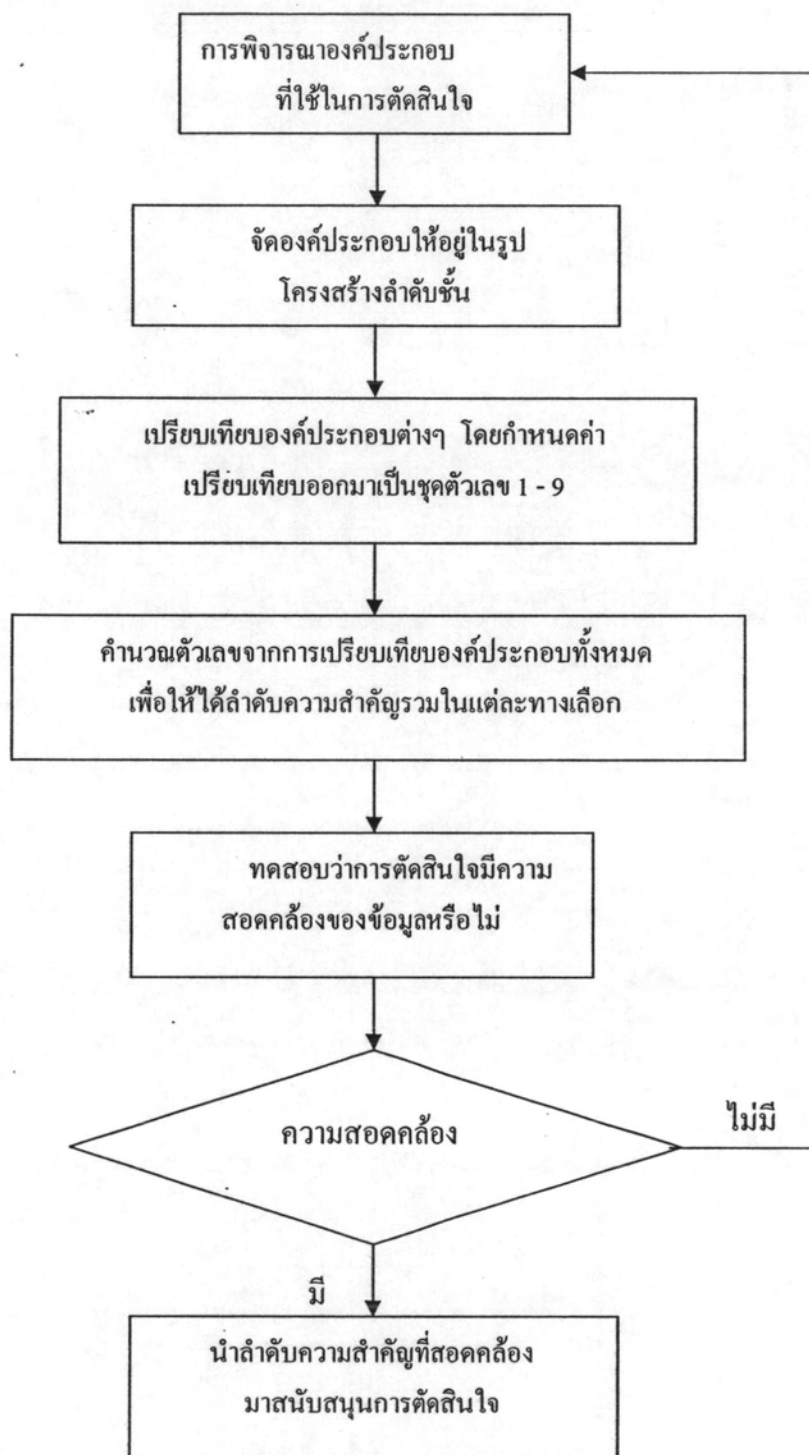 การพิจารณาองค์ประกอบ
ที่ใช้ในการตัดสินใจ
จัดองค์ประกอบให้อยู่ในรูป
โครงสร้างลำดับชั้น
เปรียบเทียบองค์ประกอบต่างๆ โดยกำหนดค่า
เปรียบเทียบออกมาเป็นชุดตัวเลข 1 - 9
คำนวณตัวเลขจากการเปรียบเทียบองค์ประกอบทั้งหมด
เพื่อให้ได้ลำดับความสำคัญรวมในแต่ละทางเลือก
ทดสอบว่าการตัดสินใจมีความ
สอดคล้องของข้อมูลหรือไม่
ความสอดคล้อง
ไม่มี
มี
นำลำดับความสำคัญที่สอดคล้อง
มาสนับสนุนการตัดสินใจ